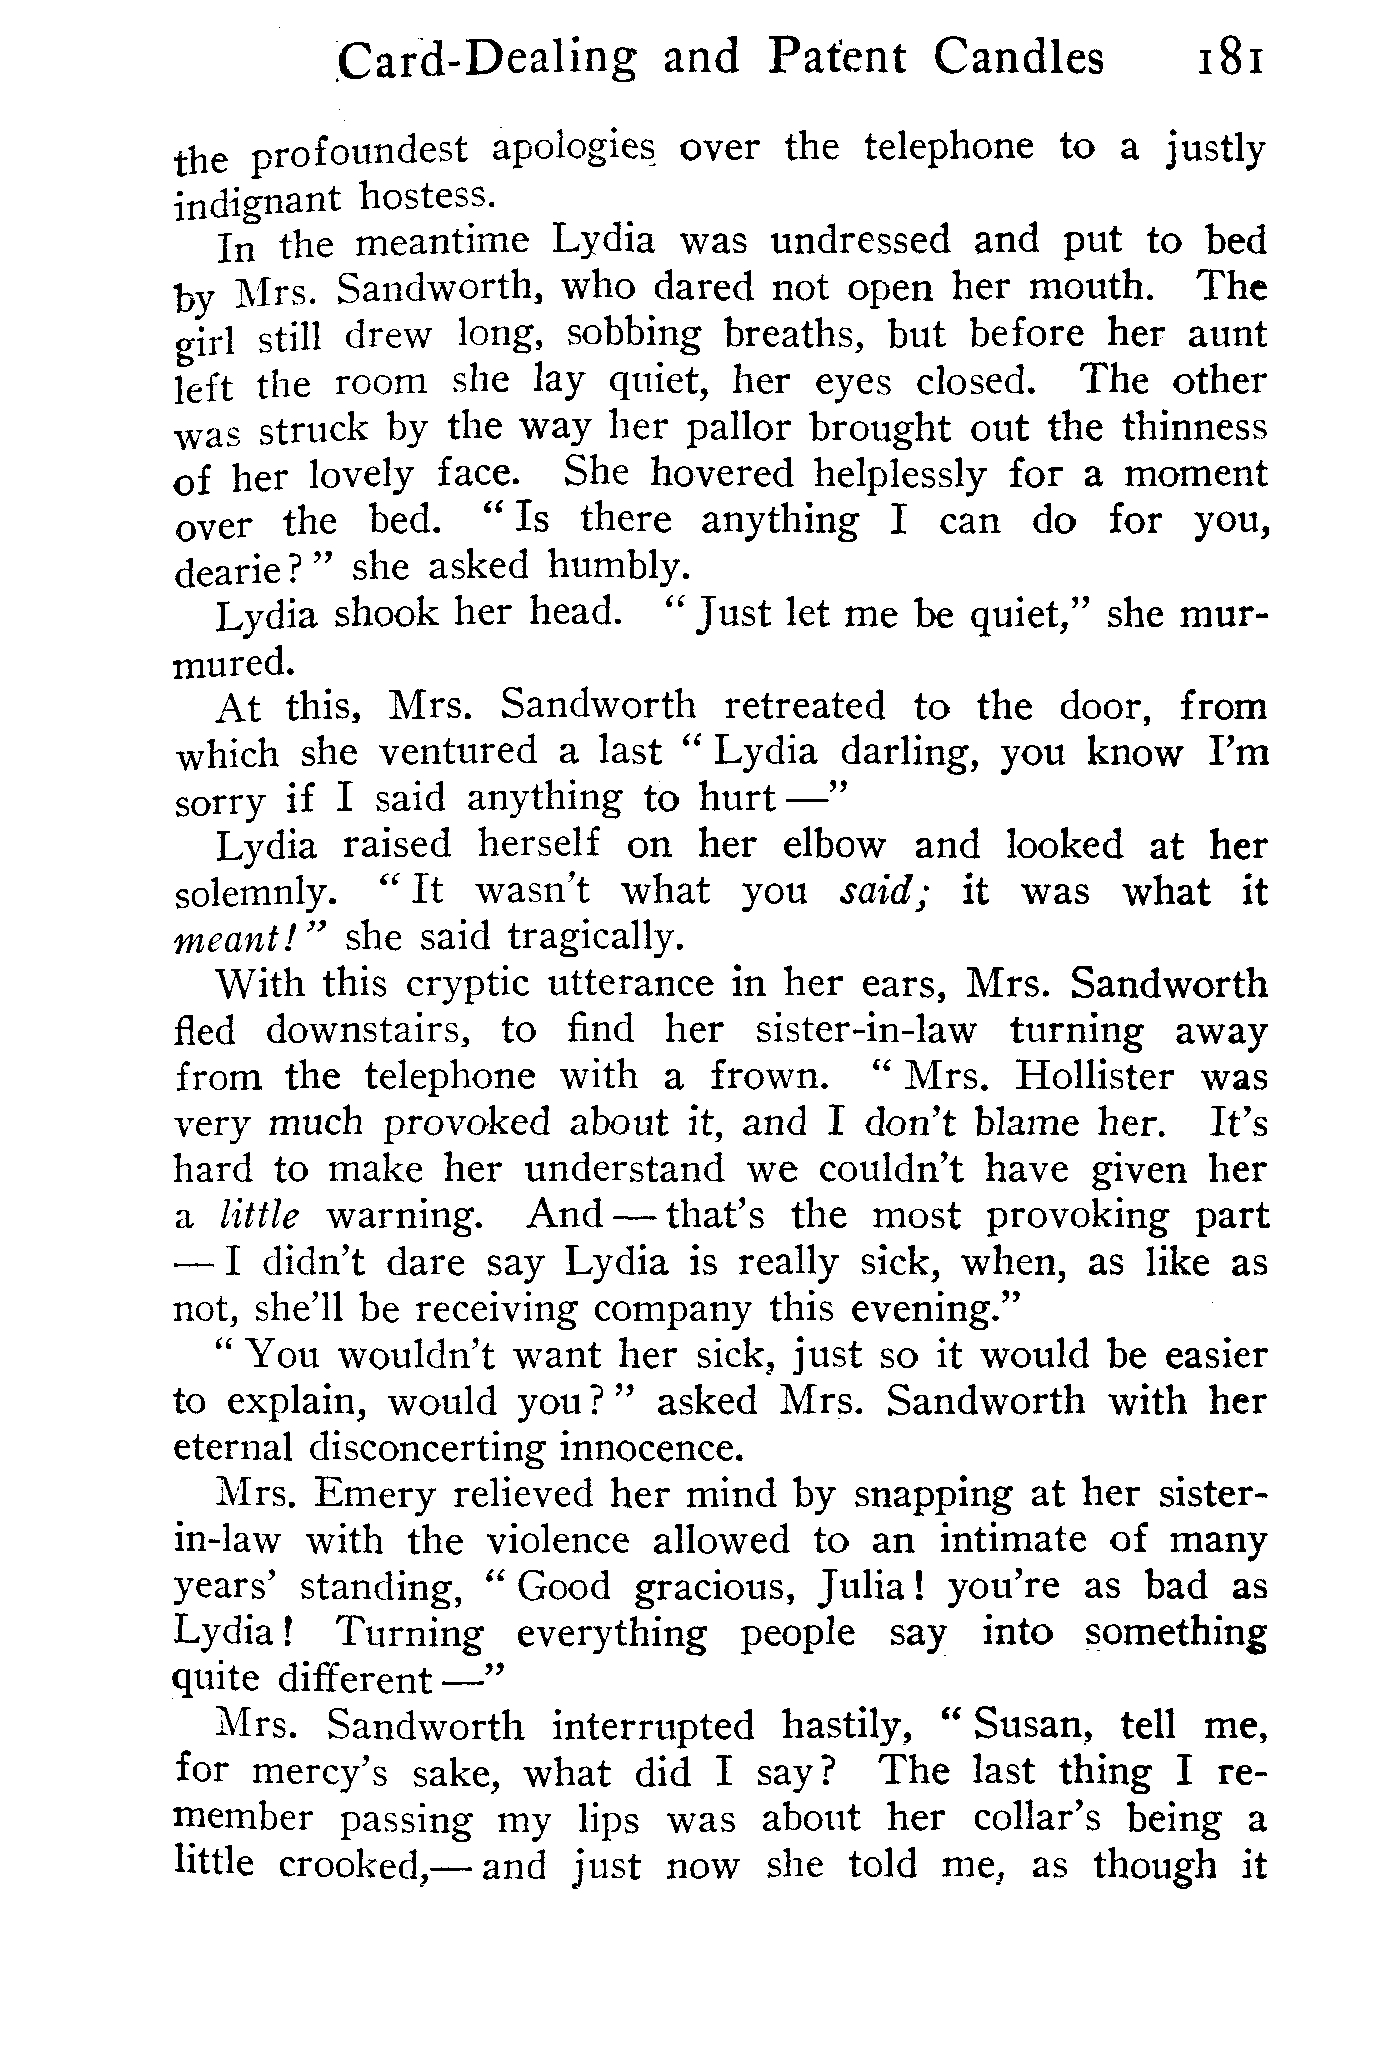 Card-Dealing and Patent Candles 181
the profoundest apologies over the telephone to a justly
indignant hostess.
In the meantime Lydia was undressed and put to bed
by Mrs. Sandworth, who dared not open her mouth. The
girl still drew long, sobbing breaths, but before her aunt
left the room she lay quiet, her eyes closed. The other
was struck by the way her pallor brought out the thinness
of her lovely face. She hovered helplessly for a moment
over the bed. “ Is there anything I can do for you,
dearie? ” she asked humbly.
Lydia shook her head. “ Just let me be quiet,” she mur-
mured.
At this, Mrs. Sandworth retreated to the door, from
which she ventured a last “ Lydia darling, you know I’m
sorry if I said anything to hurt —”
Lydia raised herself on her elbow and looked at her
solemnly. “ It wasn’t what you said; it was what it
meant! ” she said tragically.
With this cryptic utterance in her ears, Mrs. Sandworth
fled downstairs, to find her sister-in-law turning away
from the telephone with a frown. “ Mrs. Hollister was
very much provoked about it, and I don’t blame her. It’s
hard to make her understand we couldn’t have given her
a little warning. And — that’s the most provoking part
— I didn’t dare say Lydia is really sick, when, as like as
not, she’ll be receiving company this evening.”
“ You wouldn’t want her sick, just so it would be easier
to explain, would you? ” asked Mrs. Sandworth with her
eternal disconcerting innocence.
Mrs. Emery relieved her mind by snapping at her sister-
in-law with the violence allowed to an intimate of many
years’ standing, “ Good gracious, Julia! you’re as bad as
Lydia! Turning everything people say into something
quite different —”
Mrs. Sandworth interrupted hastily, “ Susan, tell me,
for mercy’s sake, what did I say? The last thing I re-
member passing my lips was about her collar’s being a
little crooked,— and just now she told me, as though it